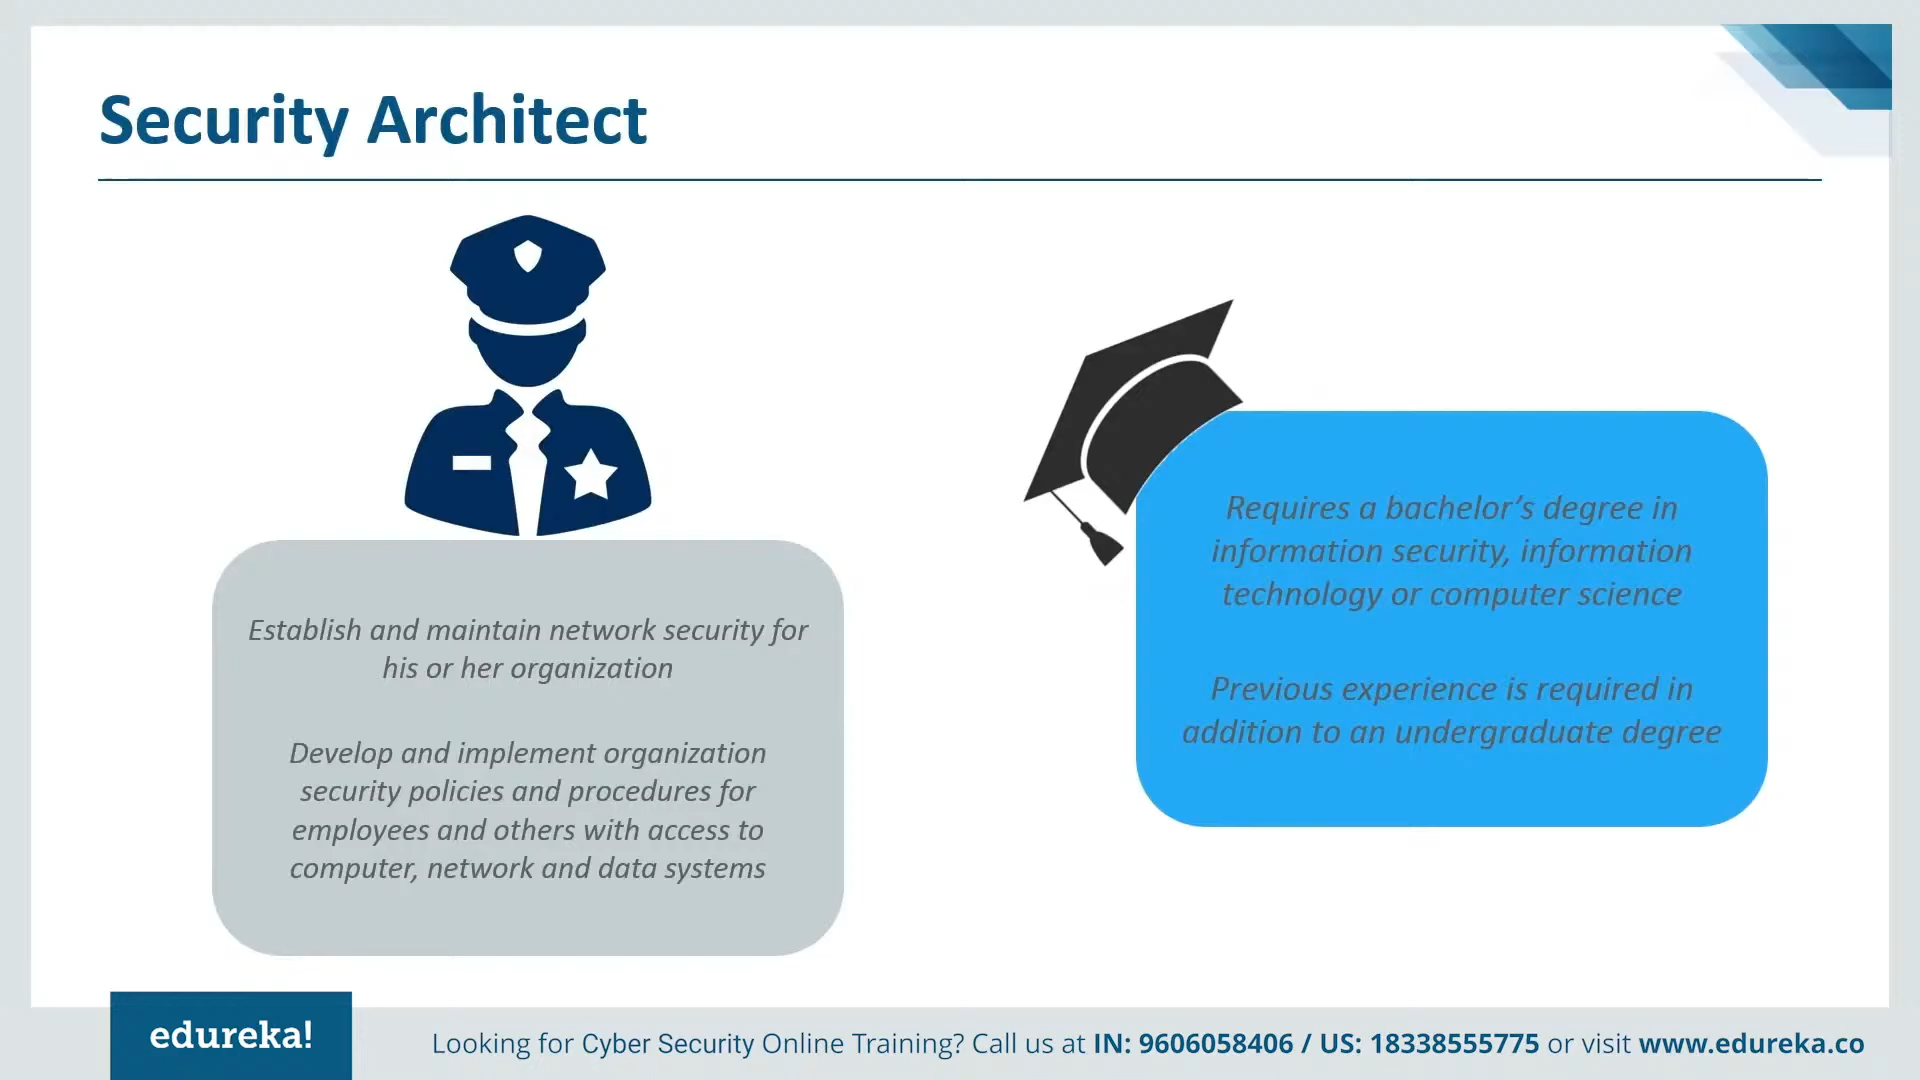 Security Architect
Establish and maintain network security for
his or her organization
Develop and implement organization
security policies and procedures for
employees and others with access to
computer, network and data systems
Requires a bachelor’s degree in
information security, information
technology or computer science
Previous experience is required in
addition to an undergraduate degree
edureka!
Looking for Cyber Security Online Training? Call us at IN: 9606058406 / US: 18338555775 or visit www.edureka.co